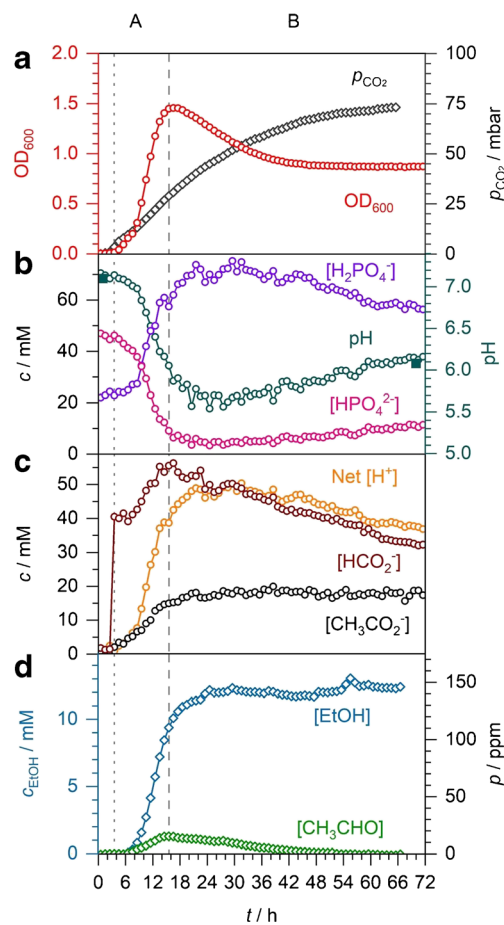 A B
a
2.0
1.5
1.0
0.5
0.0
OD₆₀₀
p_CO₂
OD₆₀₀
100
75
50
25
0
p_CO₂ / mbar
b
60
40
20
0
c / mM
[H₂PO₄⁻]
pH
[HPO₄²⁻]
7.0
6.5
6.0
5.5
5.0
pH
c
50
40
30
20
10
0
c / mM
Net [H⁺]
[HCO₂⁻]
[CH₃CO₂⁻]
d
10
5
0
c_EtOH / mM
[EtOH]
[CH₃CHO]
150
100
50
0
p / ppm
0 6 12 18 24 30 36 42 48 54 60 66 72
t / h